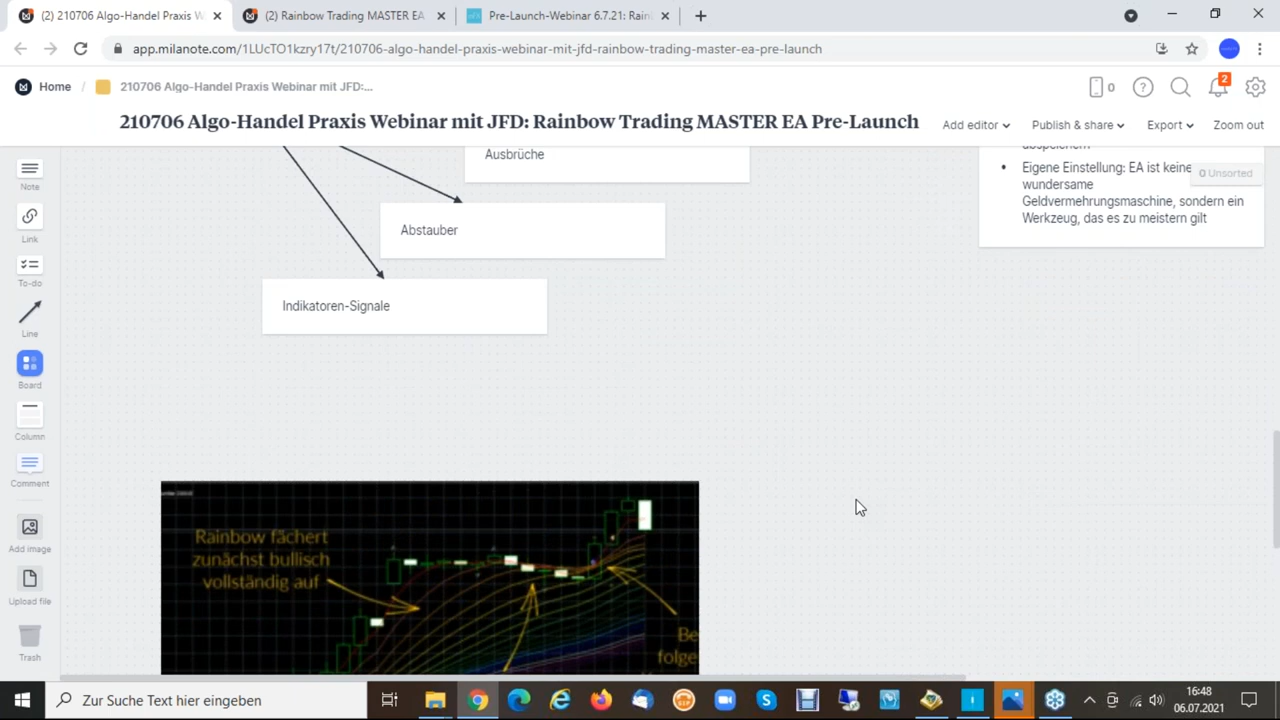 (2) 210706 Algo-Handel Praxis W
(2) Rainbow Trading MASTER EA
Pre-Launch-Webinar 6.7.21: Rain
app.milanote.com/1LUcTO1kzry17t/210706-algo-handel-praxis-webinar-mit-jfd-rainbow-trading-master-ea-pre-launch
Home / 210706 Algo-Handel Praxis Webinar mit JFD:...
0
2
210706 Algo-Handel Praxis Webinar mit JFD: Rainbow Trading MASTER EA Pre-Launch
Add editor
Publish & share
Export
Zoom out
Note
Link
To-do
Line
Board
Column
Comment
Add image
Upload file
Trash
Ausbrüche
Abstauber
Indikatoren-Signale
abspeichern
• Eigene Einstellung: EA ist keine
wundersame
Geldvermehrungsmaschine, sondern ein
Werkzeug, das es zu meistern gilt
0 Unsorted
Rainbow fächert
zunächst bullisch
vollständig auf
Be
folge
Zur Suche Text hier eingeben
16:48
06.07.2021